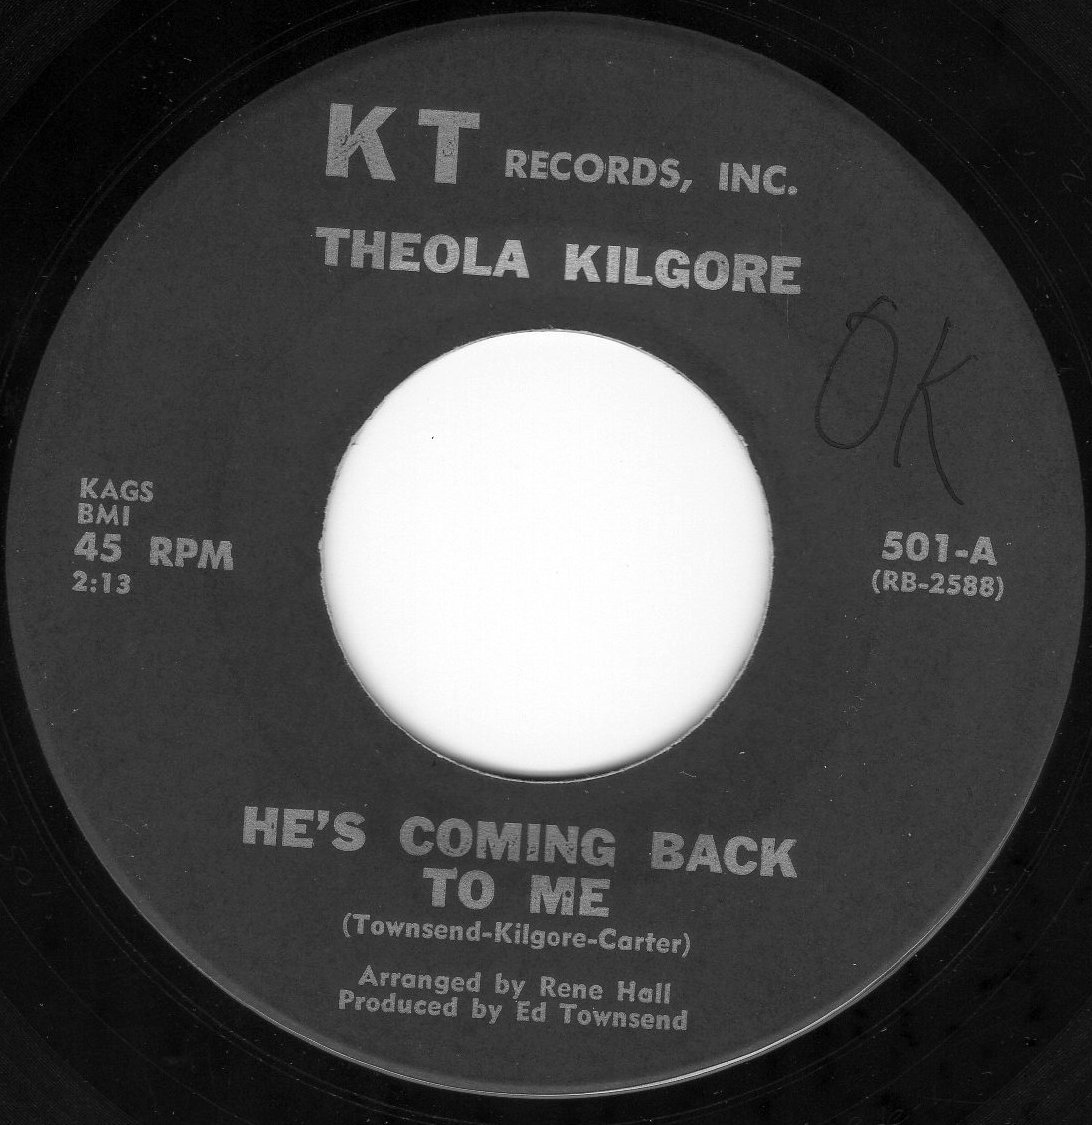 KT RECORDS, INC.
THEOLA KILGORE
OK
KAGS
BMI
45 RPM
2:13
501-A
(RB-2588)
HE'S COMING BACK
TO ME
(Townsend-Kilgore-Carter)
Arranged by Rene Hall
Produced by Ed Townsend